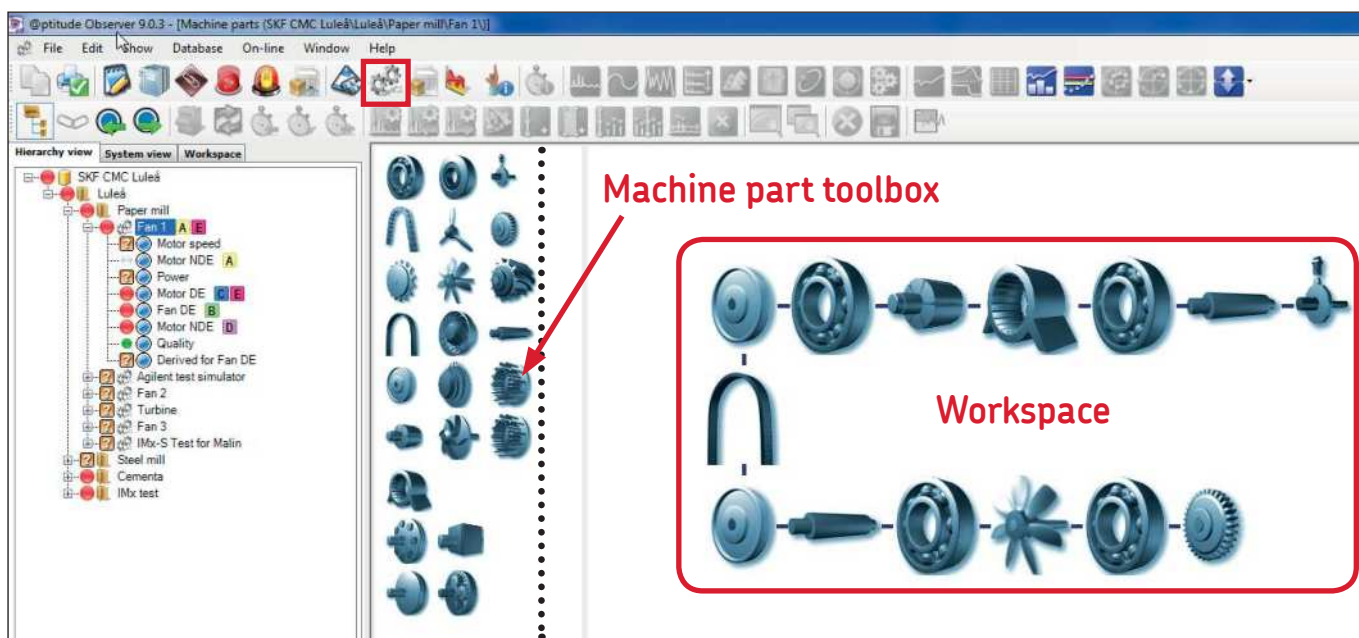 @ptitude Observer 9.0.3 - [Machine parts (SKF CMC Luleå\Luleå\Paper mill\Fan 1\)]
File Edit Show Database On-line Window Help
Hierarchy view System view Workspace
SKF CMC Luleå
Luleå
Paper mill
Fan 1 A E
Motor speed
Motor NDE A
Power
Motor DE C E
Fan DE B
Motor NDE D
Quality
Derived for Fan DE
Agilent test simulator
Fan 2
Turbine
Fan 3
IMx-S Test for Malin
Steel mill
Cementa
IMx test
Machine part toolbox
Workspace